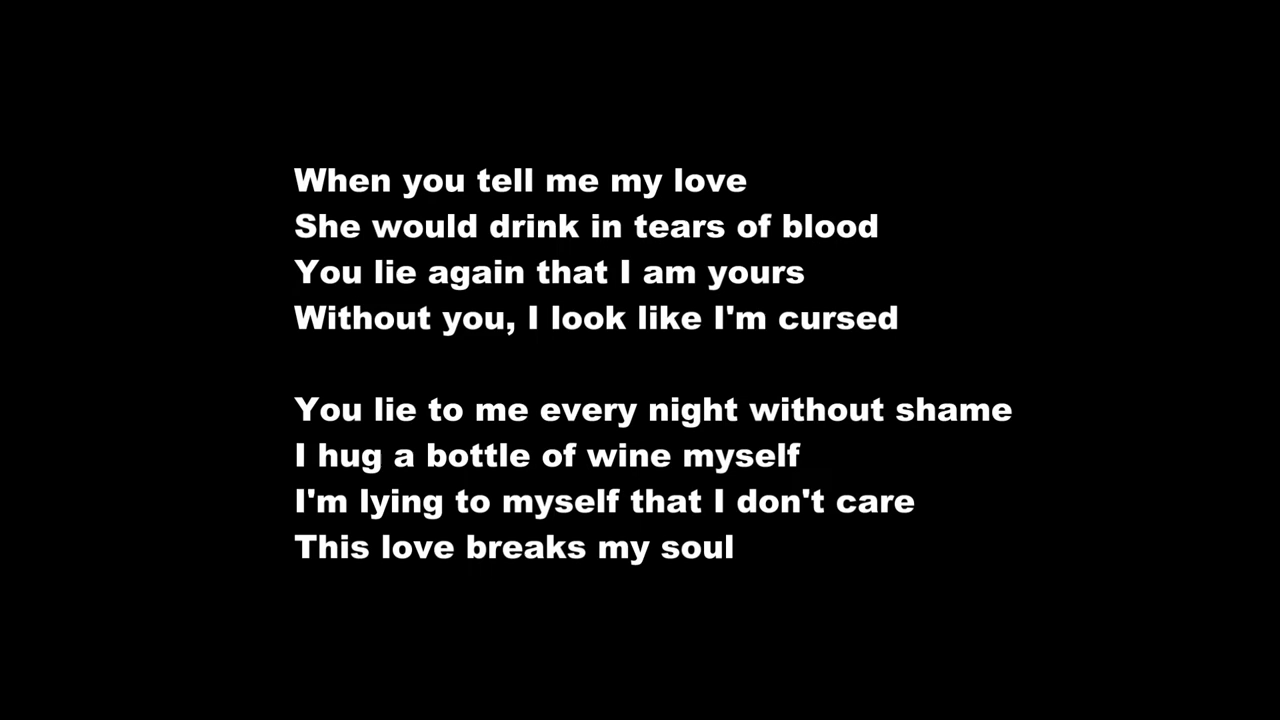 When you tell me my love
She would drink in tears of blood
You lie again that I am yours
Without you, I look like I'm cursed

You lie to me every night without shame
I hug a bottle of wine myself
I'm lying to myself that I don't care
This love breaks my soul